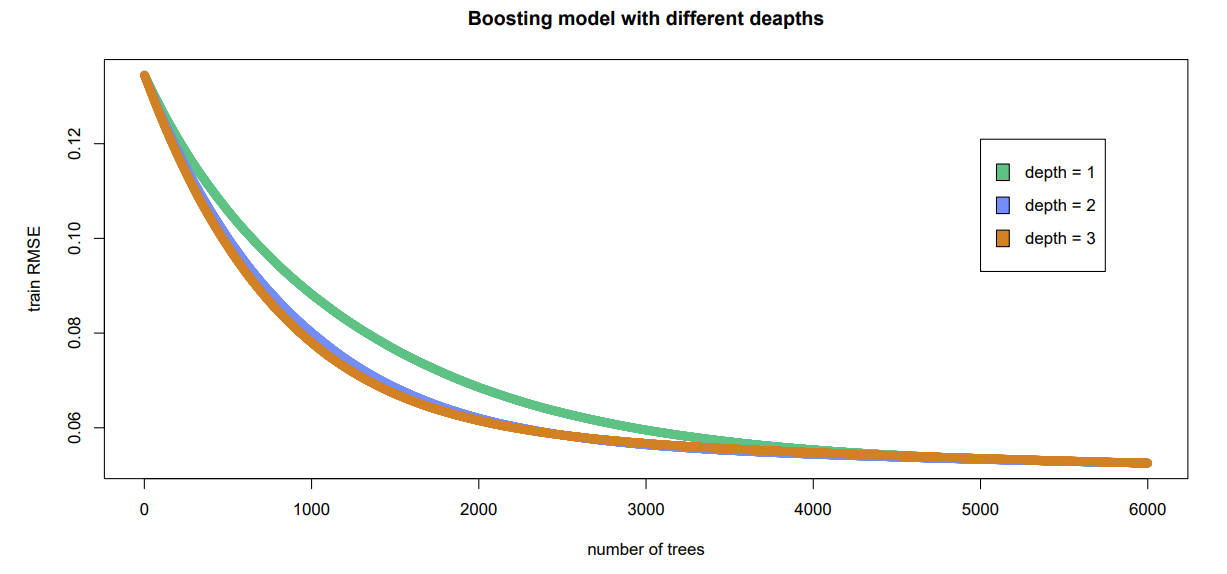 Boosting model with different deapths
train RMSE
0.12
0.10
0.08
0.06
depth = 1
depth = 2
depth = 3
0 1000 2000 3000 4000 5000 6000
number of trees